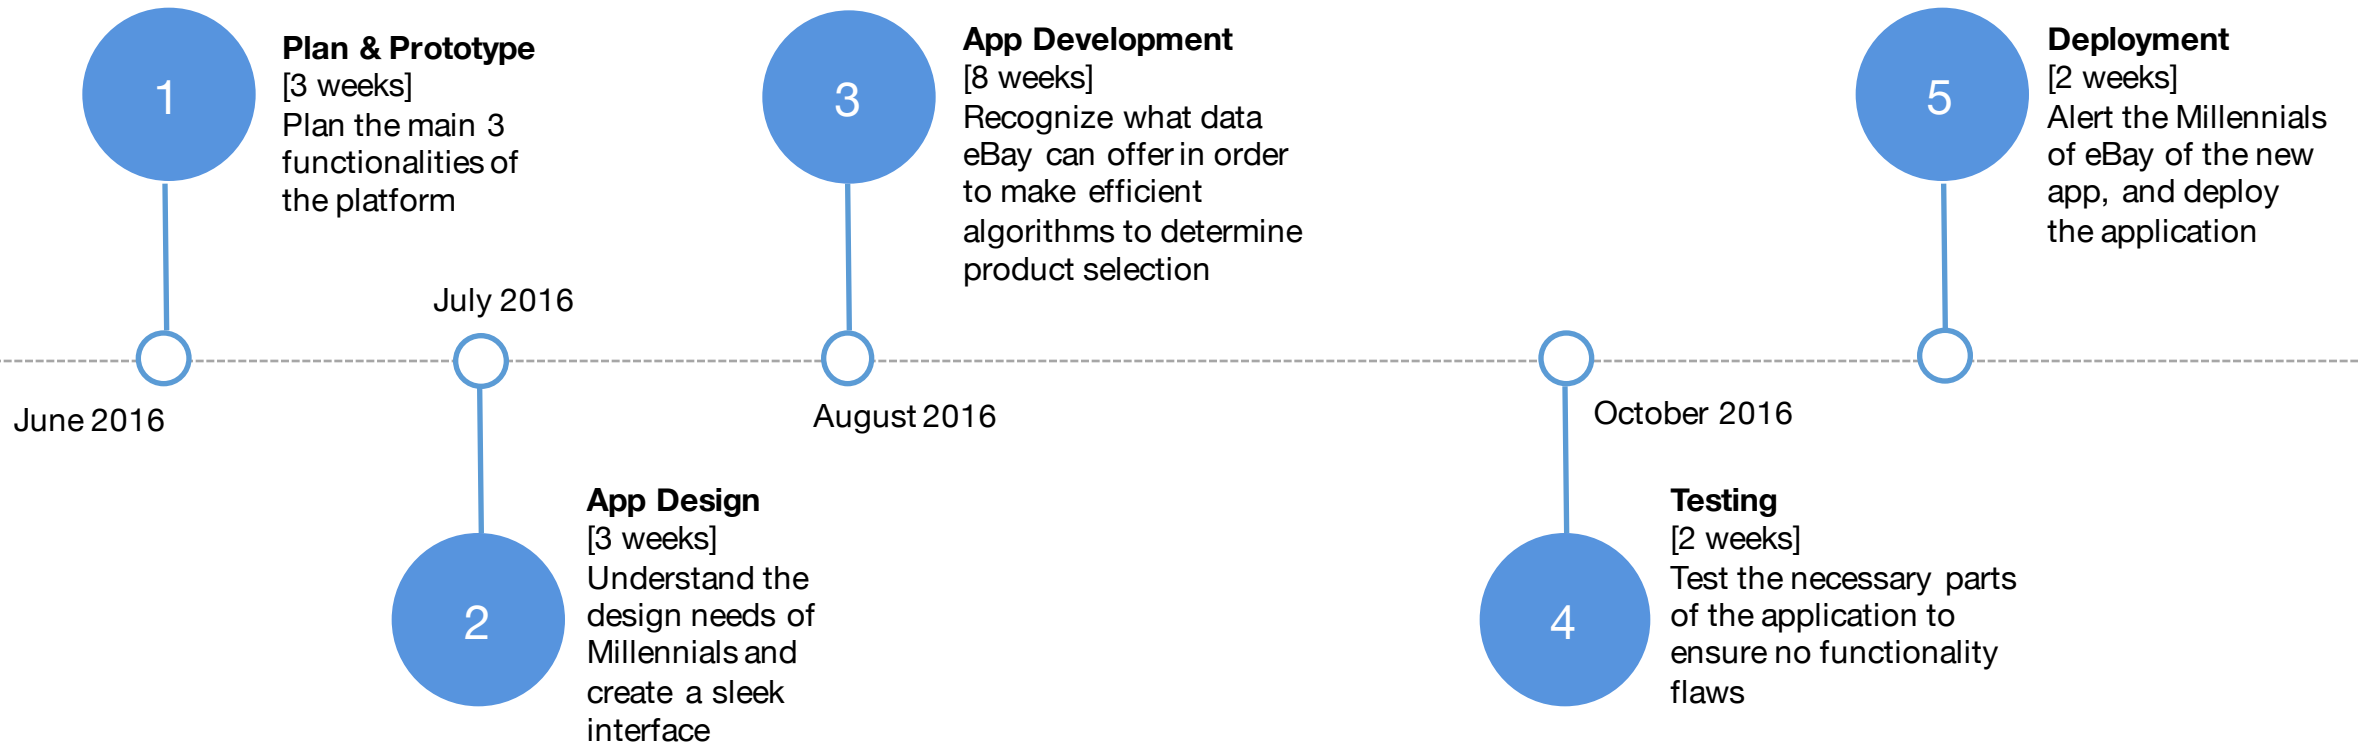 1
Plan & Prototype
[3 weeks]
Plan the main 3
functionalities of
the platform
3
App Development
[8 weeks]
Recognize what data
eBay can offer in order
to make efficient
algorithms to determine
product selection
5
Deployment
[2 weeks]
Alert the Millennials
of eBay of the new
app, and deploy
the application
July 2016
June 2016
August 2016
October 2016
2
App Design
[3 weeks]
Understand the
design needs of
Millennials and
create a sleek
interface
4
Testing
[2 weeks]
Test the necessary parts
of the application to
ensure no functionality
flaws